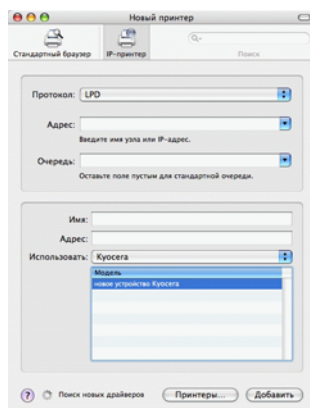 Новый принтер
Стандартный браузер
IP-принтер
Поиск
Протокол: LPD
Адрес:
Введите имя узла или IP-адрес.
Очередь:
Оставьте поле пустым для стандартной очереди.
Имя:
Адрес:
Использовать: Kyocera
Модель
новое устройство Kyocera
? Поиск новых драйверов Принтеры... Добавить